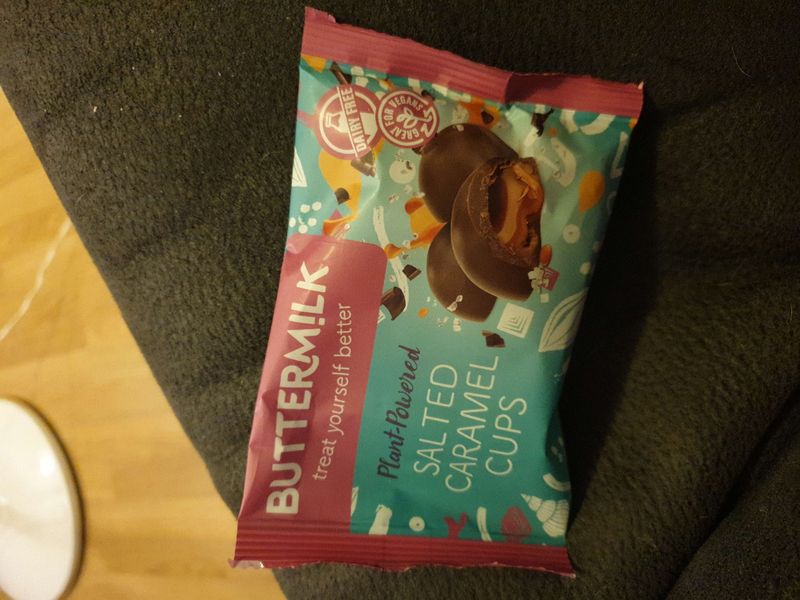 DAIRY FREE
GREAT FOR VEGANS
BUTTERM!LK
treat yourself better
Plant-Powered
SALTED
CARAMEL
CUPS